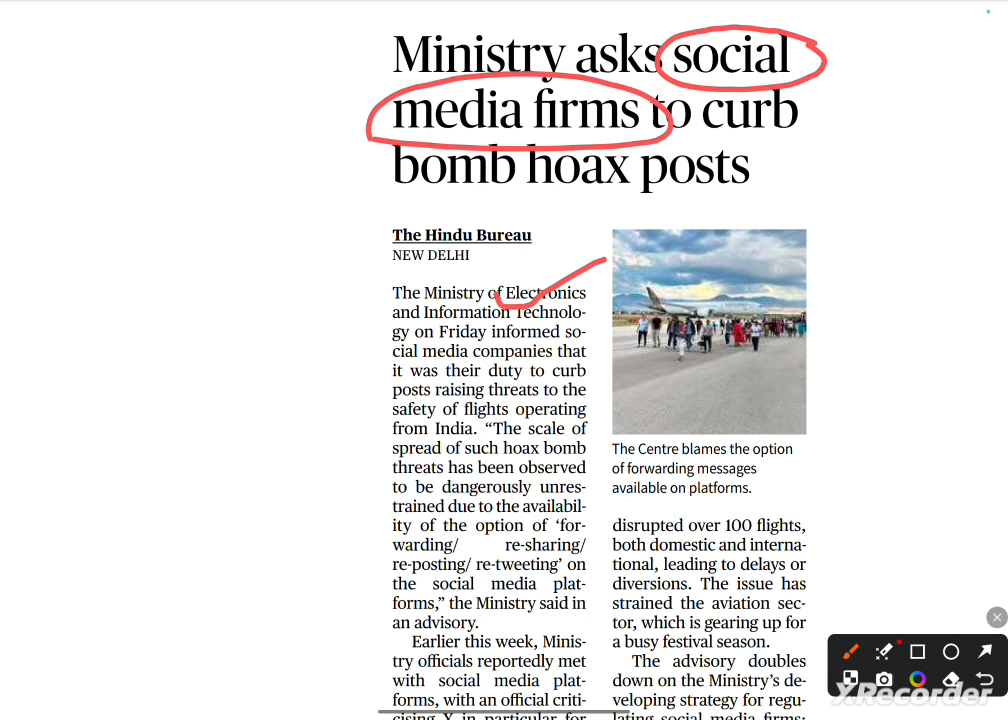 Ministry asks social
media firms to curb
bomb hoax posts
The Hindu Bureau
NEW DELHI
The Ministry of Electronics
and Information Technolo-
gy on Friday informed so-
cial media companies that
it was their duty to curb
posts raising threats to the
safety of flights operating
from India. “The scale of
spread of such hoax bomb
threats has been observed
to be dangerously unres-
trained due to the availabil-
ity of the option of ‘for-
warding/ re-sharing/
re-posting/ re-tweeting’ on
the social media plat-
forms,” the Ministry said in
an advisory.
Earlier this week, Minis-
try officials reportedly met
with social media plat-
forms, with an official criti-
cising X in particular for
The Centre blames the option
of forwarding messages
available on platforms.
disrupted over 100 flights,
both domestic and interna-
tional, leading to delays or
diversions. The issue has
strained the aviation sec-
tor, which is gearing up for
a busy festival season.
The advisory doubles
down on the Ministry’s de-
veloping strategy for regu-
lating social media firms:
XRecorder